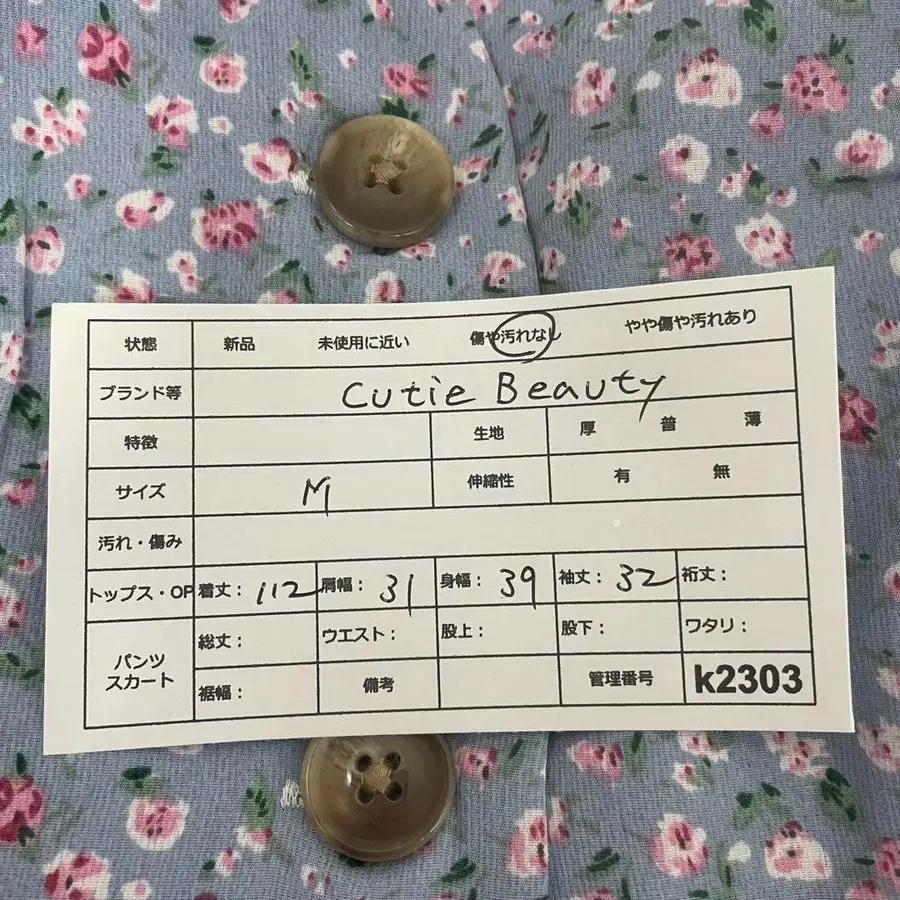 状態 新品 未使用に近い 傷や汚れなし やや傷や汚れあり
ブランド等 Cutie Beauty
特徴 生地 厚 普 薄
サイズ M 伸縮性 有 無
汚れ・傷み
トップス・OP 着丈： 112 肩幅： 31 身幅： 39 袖丈： 32 裄丈：
パンツ スカート 総丈： ウエスト： 股上： 股下： ワタリ：
裾幅： 備考 管理番号 k2303